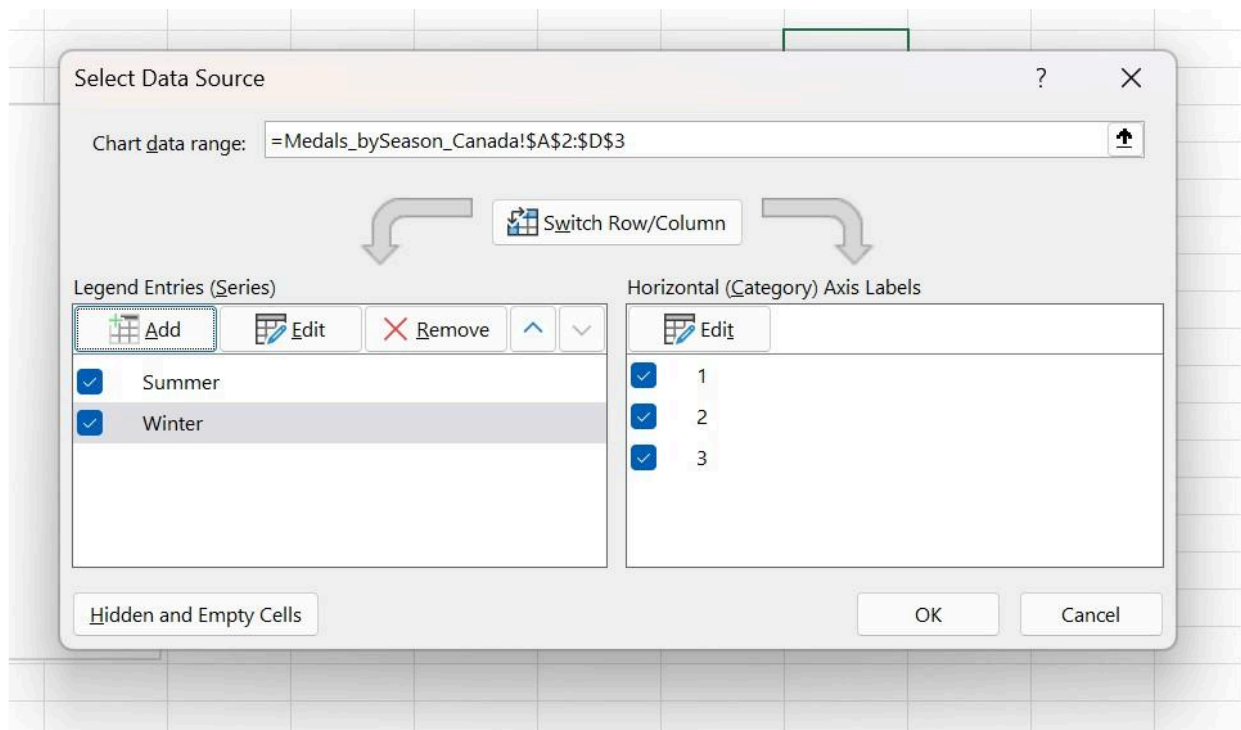 Select Data Source
?
Chart data range: =Medals_bySeason_Canada!$A$2:$D$3
Switch Row/Column
Legend Entries (Series)
Add Edit Remove
Summer
Winter
Horizontal (Category) Axis Labels
Edit
1
2
3
Hidden and Empty Cells
OK Cancel